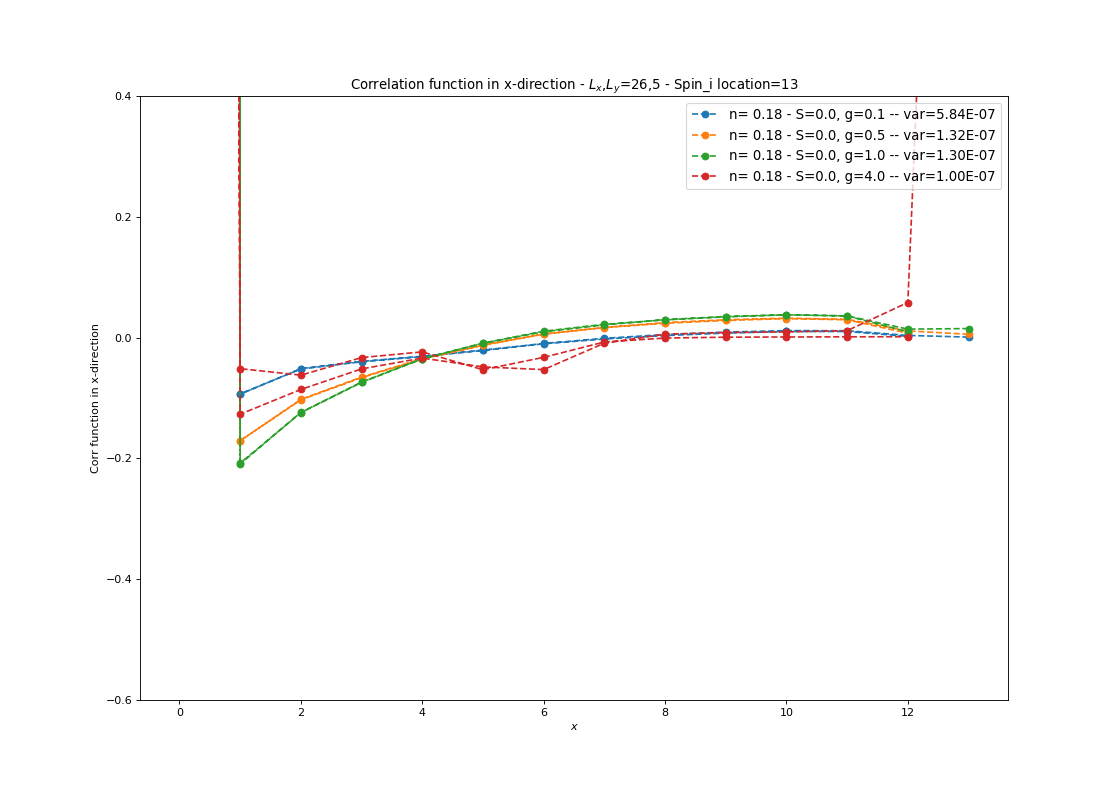 Correlation function in x-direction - $L_x$,$L_y$=26,5 - Spin_i location=13
n= 0.18 - S=0.0, g=0.1 -- var=5.84E-07
n= 0.18 - S=0.0, g=0.5 -- var=1.32E-07
n= 0.18 - S=0.0, g=1.0 -- var=1.30E-07
n= 0.18 - S=0.0, g=4.0 -- var=1.00E-07
Corr function in x-direction
0.4
0.2
0.0
−0.2
−0.4
−0.6
0 2 4 6 8 10 12
x